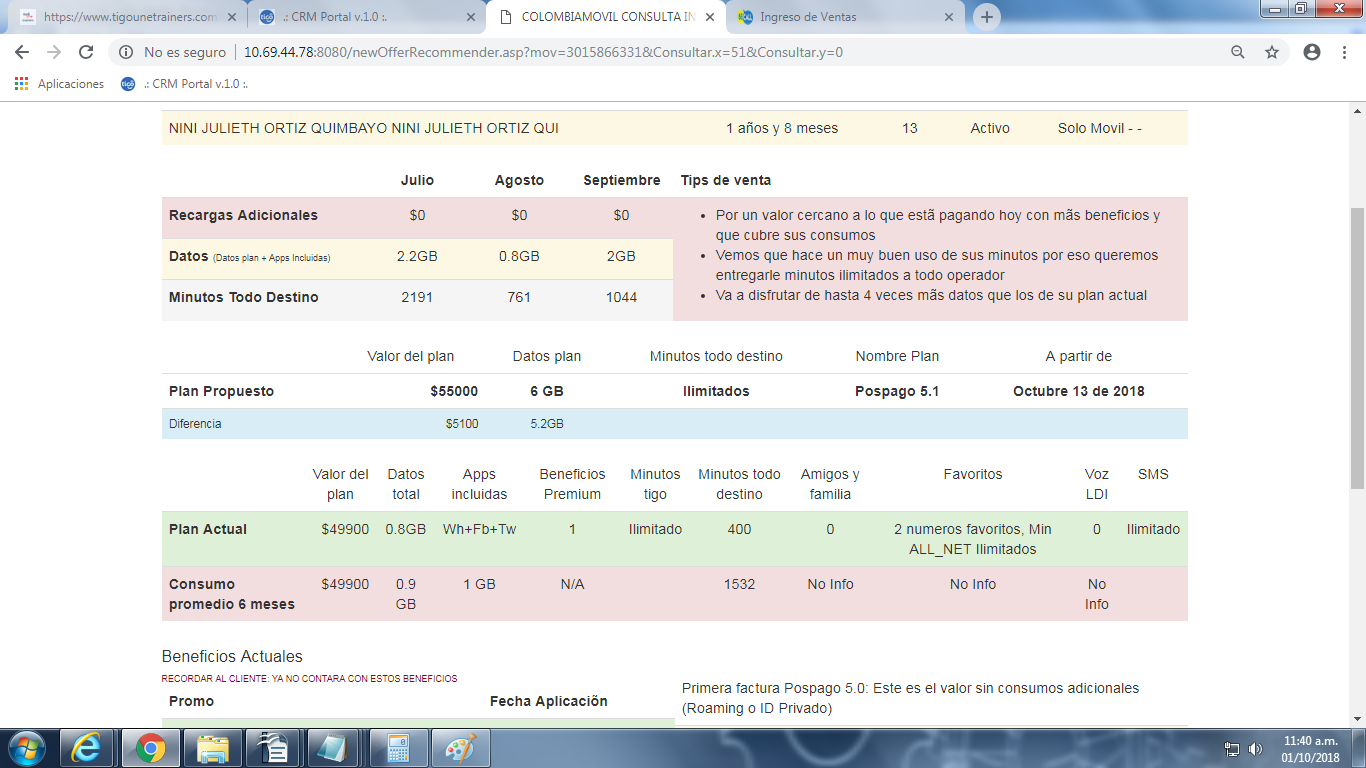 https://www.tigounetrainers.com
.: CRM Portal v.1.0 :.
COLOMBIAMOVIL CONSULTA IN
Ingreso de Ventas
No es seguro
10.69.44.78:8080/newOfferRecommender.asp?mov=3015866331&Consultar.x=51&Consultar.y=0
Aplicaciones
.: CRM Portal v.1.0 :.
NINI JULIETH ORTIZ QUIMBAYO NINI JULIETH ORTIZ QUI 1 años y 8 meses 13 Activo Solo Movil - -
Julio Agosto Septiembre Tips de venta
Recargas Adicionales $0 $0 $0
Datos (Datos plan + Apps Incluidas) 2.2GB 0.8GB 2GB
Minutos Todo Destino 2191 761 1044
• Por un valor cercano a lo que estã pagando hoy con mãs beneficios y
que cubre sus consumos
• Vemos que hace un muy buen uso de sus minutos por eso queremos
entregarle minutos ilimitados a todo operador
• Va a disfrutar de hasta 4 veces mãs datos que los de su plan actual
Valor del plan Datos plan Minutos todo destino Nombre Plan A partir de
Plan Propuesto $55000 6 GB Ilimitados Pospago 5.1 Octubre 13 de 2018
Diferencia $5100 5.2GB
Valor del Datos Apps Beneficios Minutos Minutos todo Amigos y Favoritos Voz SMS
plan total incluidas Premium tigo destino familia LDI
Plan Actual $49900 0.8GB Wh+Fb+Tw 1 Ilimitado 400 0 2 numeros favoritos, Min 0 Ilimitado
ALL_NET Ilimitados
Consumo $49900 0.9 1 GB N/A 1532 No Info No Info No
promedio 6 meses GB Info
Beneficios Actuales
RECORDAR AL CLIENTE: YA NO CONTARA CON ESTOS BENEFICIOS
Promo Fecha Aplicaciõn
Primera factura Pospago 5.0: Este es el valor sin consumos adicionales
(Roaming o ID Privado)
11:40 a.m.
01/10/2018